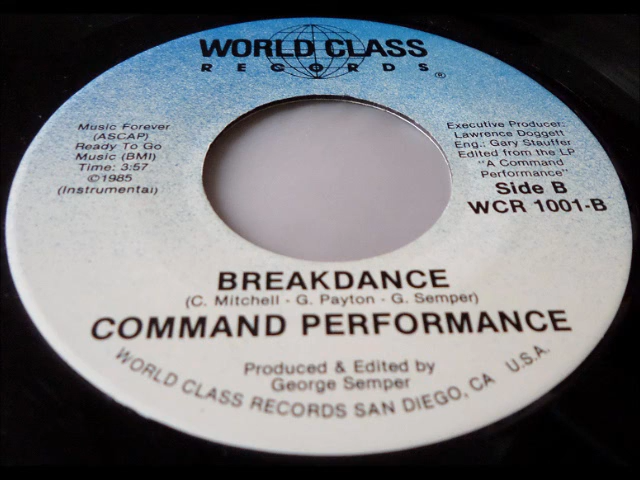 WORLD CLASS
RECORDS®
Music Forever
(ASCAP)
Ready To Go
Music (BMI)
Time: 3:57
©1985
(Instrumental)
Executive Producer:
Lawrence Doggett
Eng.: Gary Stauffer
Edited from the LP
"A Command
Performance"
Side B
WCR 1001-B
BREAKDANCE
(C. Mitchell - G. Payton - G. Semper)
COMMAND PERFORMANCE
Produced & Edited by
George Semper
WORLD CLASS RECORDS SAN DIEGO, CA U.S.A.